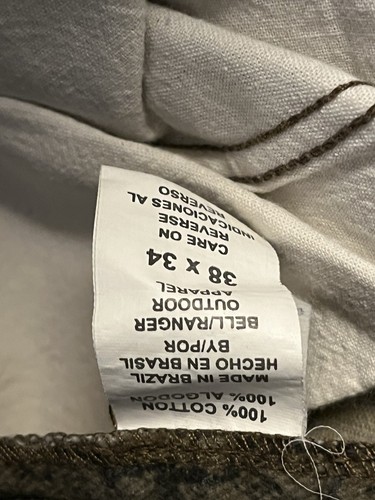 100% COTTON
100% ALGODON
MADE IN BRAZIL
HECHO EN BRASIL
BY/POR
BELL/RANGER
OUTDOOR
APPAREL
38 x 34
CARE ON
REVERSE
INDICACIONES AL
REVERSO